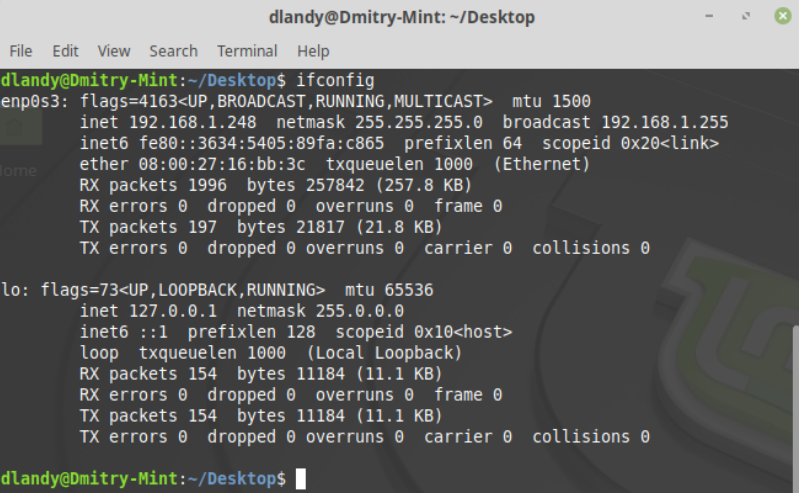 dlandy@Dmitry-Mint: ~/Desktop
File Edit View Search Terminal Help
dlandy@Dmitry-Mint:~/Desktop$ ifconfig
enp0s3: flags=4163<UP,BROADCAST,RUNNING,MULTICAST>  mtu 1500
        inet 192.168.1.248  netmask 255.255.255.0  broadcast 192.168.1.255
        inet6 fe80::3634:5405:89fa:c865  prefixlen 64  scopeid 0x20<link>
        ether 08:00:27:16:bb:3c  txqueuelen 1000  (Ethernet)
        RX packets 1996  bytes 257842 (257.8 KB)
        RX errors 0  dropped 0  overruns 0  frame 0
        TX packets 197  bytes 21817 (21.8 KB)
        TX errors 0  dropped 0 overruns 0  carrier 0  collisions 0

lo: flags=73<UP,LOOPBACK,RUNNING>  mtu 65536
        inet 127.0.0.1  netmask 255.0.0.0
        inet6 ::1  prefixlen 128  scopeid 0x10<host>
        loop  txqueuelen 1000  (Local Loopback)
        RX packets 154  bytes 11184 (11.1 KB)
        RX errors 0  dropped 0  overruns 0  frame 0
        TX packets 154  bytes 11184 (11.1 KB)
        TX errors 0  dropped 0 overruns 0  carrier 0  collisions 0

dlandy@Dmitry-Mint:~/Desktop$